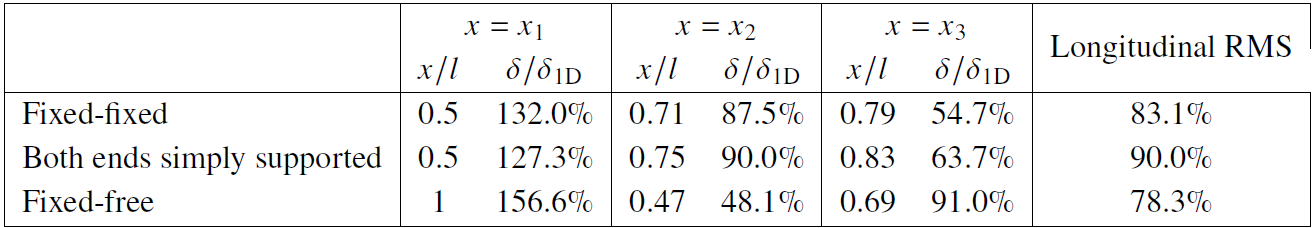 x = x₁ x = x₂ x = x₃ Longitudinal RMS
x/l δ/δ₁D x/l δ/δ₁D x/l δ/δ₁D
Fixed-fixed 0.5 132.0% 0.71 87.5% 0.79 54.7% 83.1%
Both ends simply supported 0.5 127.3% 0.75 90.0% 0.83 63.7% 90.0%
Fixed-free 1 156.6% 0.47 48.1% 0.69 91.0% 78.3%